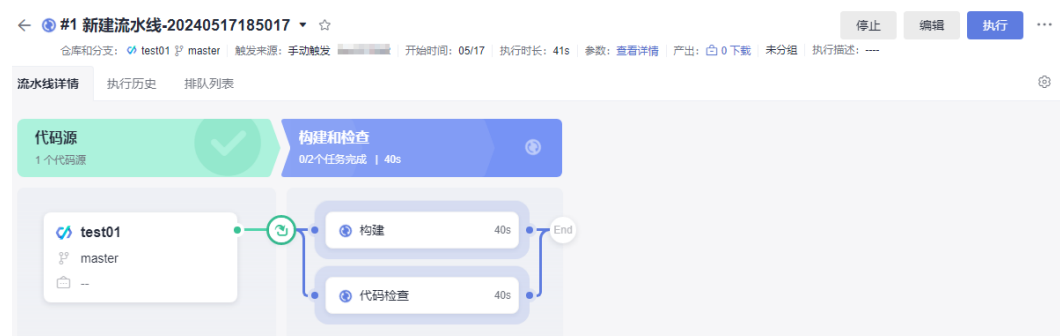 #1 新建流水线-20240517185017
停止 编辑 执行
仓库和分支: test01 master 触发来源: 手动触发 开始时间: 05/17 执行时长: 41s 参数: 查看详情 产出: 0 下载 未分组 执行描述: ----
流水线详情 执行历史 排队列表
代码源
1 个代码源
构建和检查
0/2个任务完成 | 40s
test01
master
--
构建 40s
End
代码检查 40s